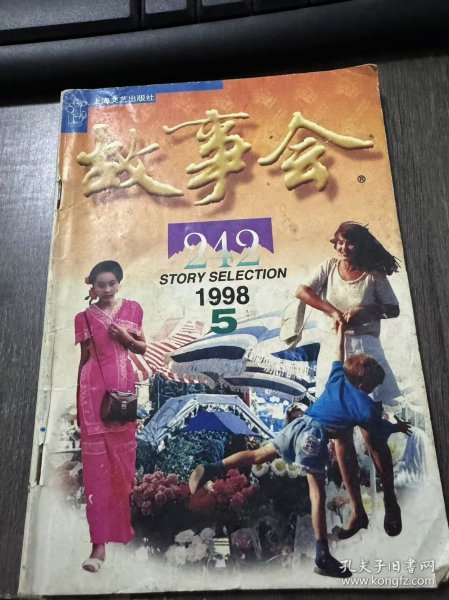 上海文艺出版社
故事会
®
242
STORY SELECTION
1998
5
孔夫子旧书网
www.kongfz.com